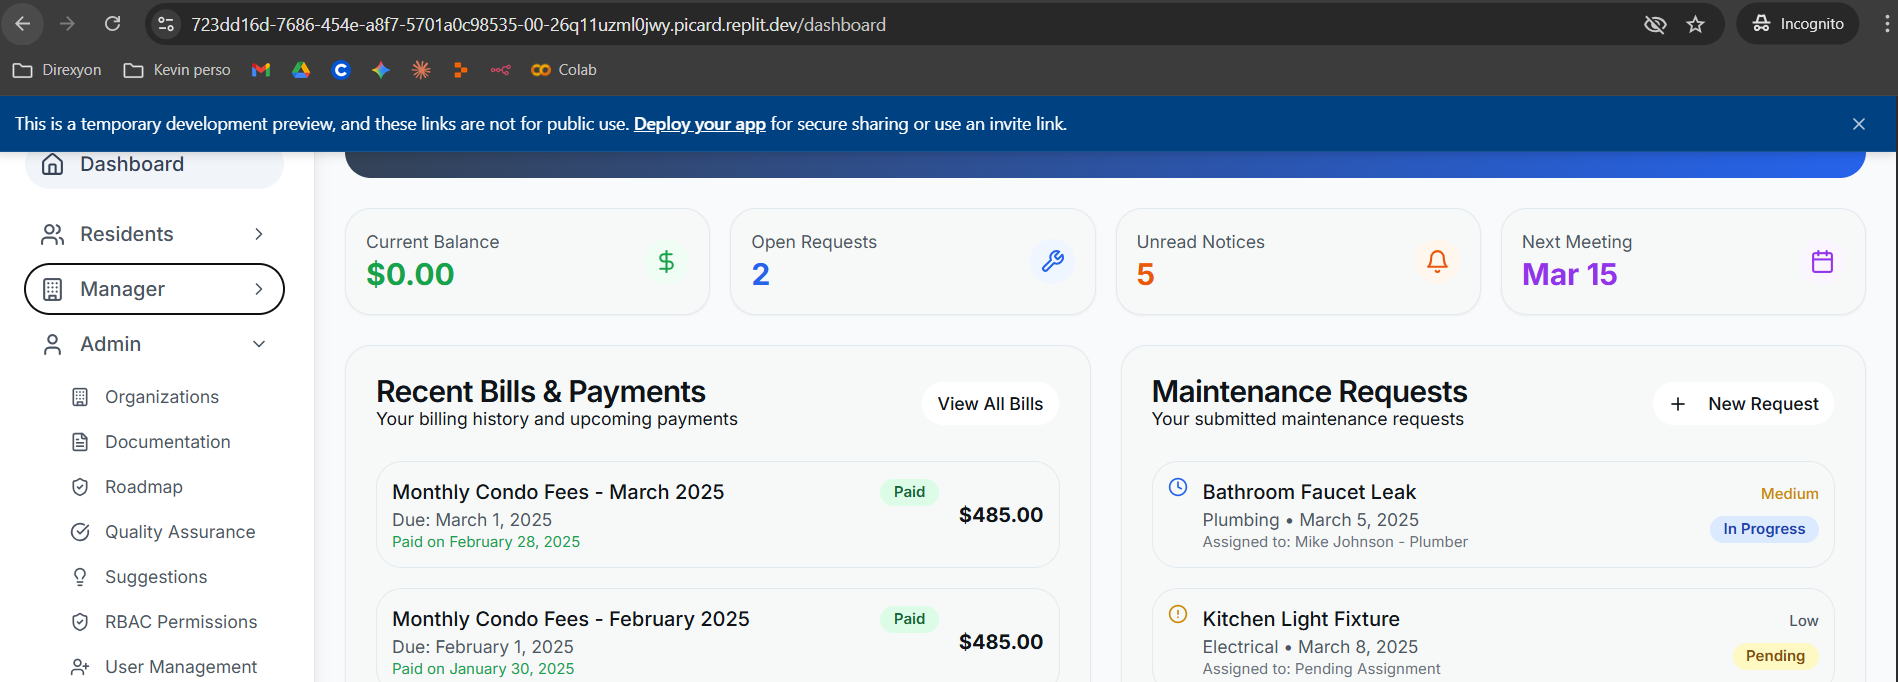 723dd16d-7686-454e-a8f7-5701a0c98535-00-26q11uzml0jwy.picard.replit.dev/dashboard
Incognito
Direxyon
Kevin perso
Colab
This is a temporary development preview, and these links are not for public use. Deploy your app for secure sharing or use an invite link.
Dashboard
Residents
Manager
Admin
Organizations
Documentation
Roadmap
Quality Assurance
Suggestions
RBAC Permissions
User Management
Current Balance
$0.00
Open Requests
2
Unread Notices
5
Next Meeting
Mar 15
Recent Bills & Payments
Your billing history and upcoming payments
View All Bills
Monthly Condo Fees - March 2025
Due: March 1, 2025
Paid on February 28, 2025
Paid
$485.00
Monthly Condo Fees - February 2025
Due: February 1, 2025
Paid on January 30, 2025
Paid
$485.00
Maintenance Requests
Your submitted maintenance requests
New Request
Bathroom Faucet Leak
Plumbing • March 5, 2025
Assigned to: Mike Johnson - Plumber
Medium
In Progress
Kitchen Light Fixture
Electrical • March 8, 2025
Assigned to: Pending Assignment
Low
Pending